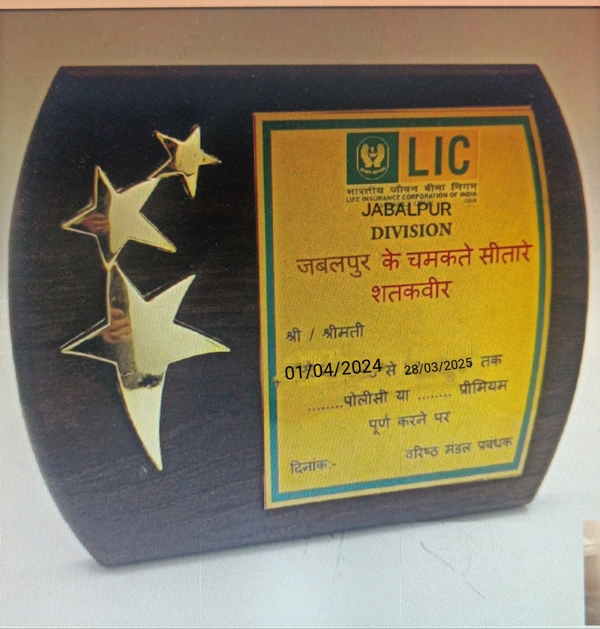 LIC
भारतीय जीवन बीमा निगम
LIFE INSURANCE CORPORATION OF INDIA
JABALPUR
DIVISION
जबलपुर के चमकते सीतारे
शतकवीर
श्री / श्रीमती
01/04/2024 से 28/03/2025 तक
........पोलीसी या ........ प्रीमियम
पूर्ण करने पर
दिनांक:- वरिष्ठ मंडल प्रबंधक